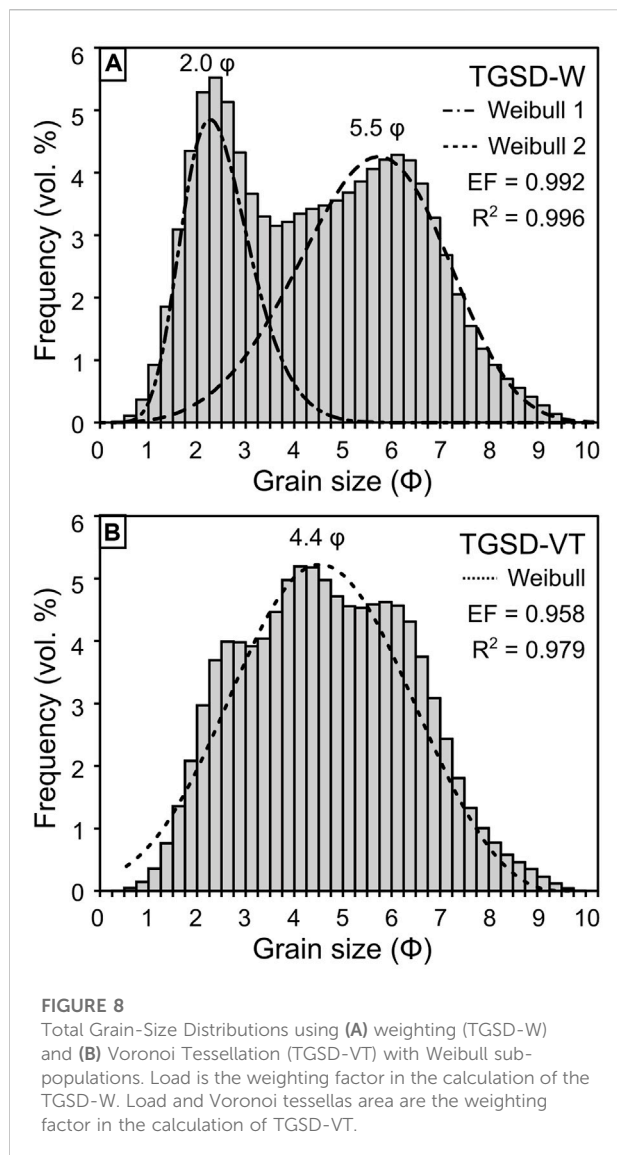 A
2.0 φ
5.5 φ
TGSD-W
Weibull 1
Weibull 2
EF = 0.992
R² = 0.996
Frequency (vol. %)
6
5
4
3
2
1
0
0 1 2 3 4 5 6 7 8 9 10
Grain size (Φ)
B
4.4 φ
TGSD-VT
Weibull
EF = 0.958
R² = 0.979
Frequency (vol. %)
6
5
4
3
2
1
0
0 1 2 3 4 5 6 7 8 9 10
Grain size (Φ)
FIGURE 8
Total Grain-Size Distributions using (A) weighting (TGSD-W)
and (B) Voronoi Tessellation (TGSD-VT) with Weibull sub-
populations. Load is the weighting factor in the calculation of the
TGSD-W. Load and Voronoi tessellas area are the weighting
factor in the calculation of TGSD-VT.